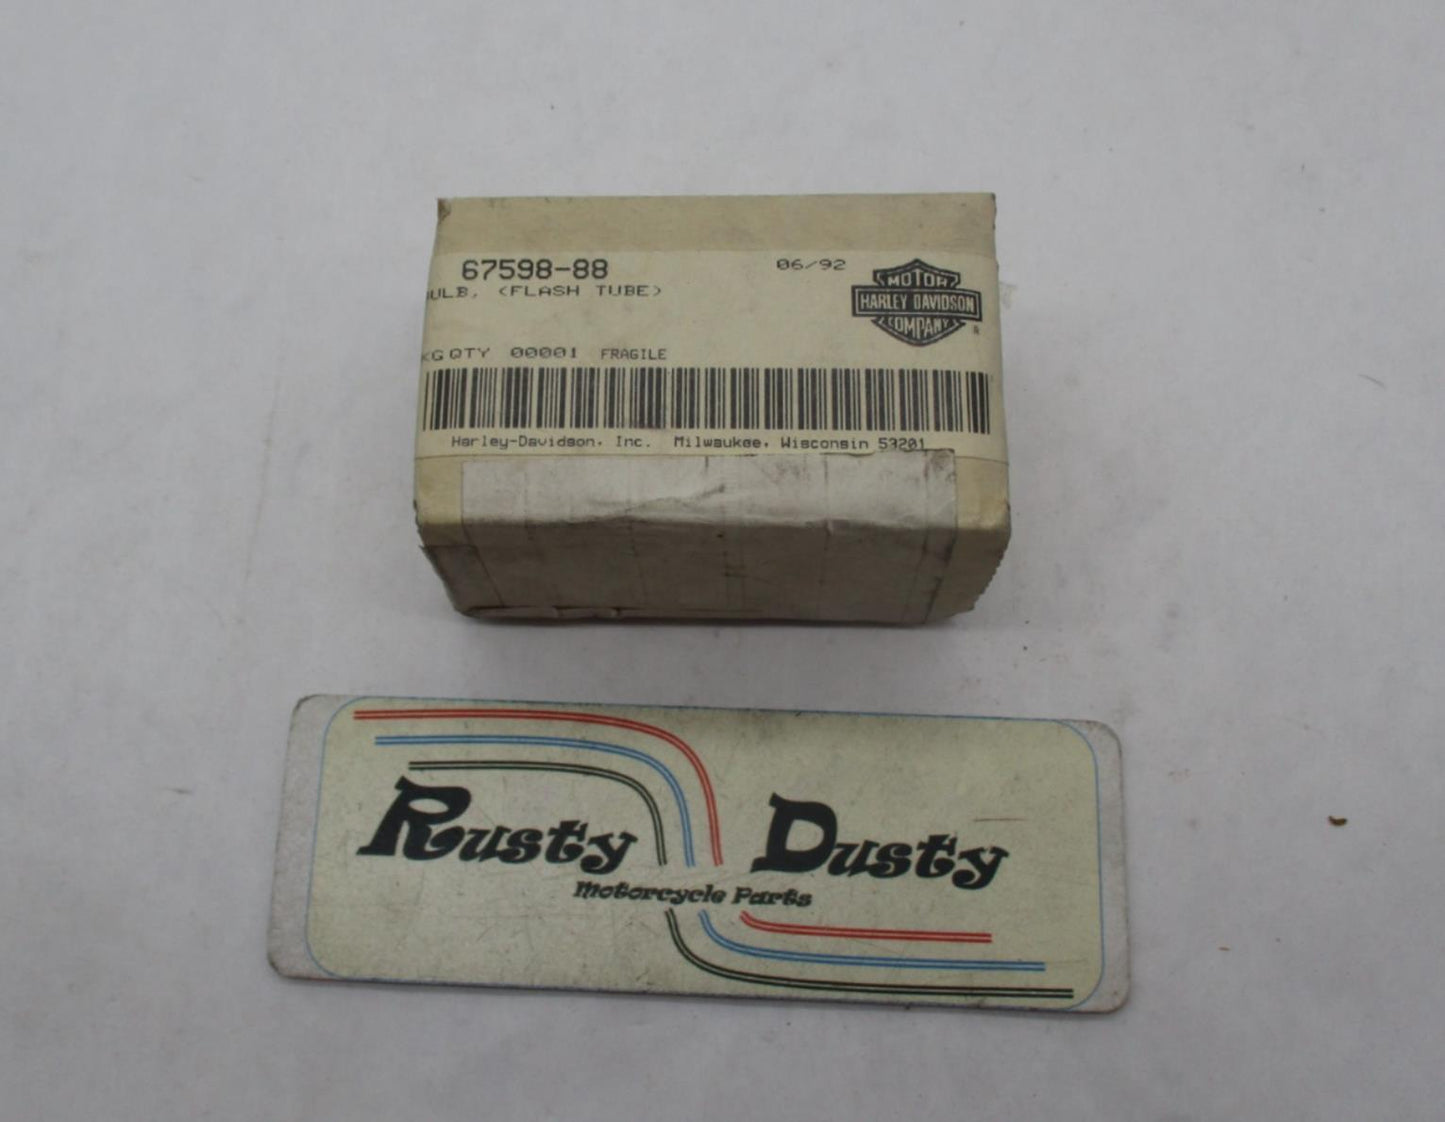 67598-88
06/92
ULB, (FLASH TUBE)
MOTOR
HARLEY DAVIDSON
COMPANY
®
KG QTY 00001 FRAGILE
Harley-Davidson, Inc. Milwaukee, Wisconsin 53201
Rusty Dusty
Motorcycle Parts